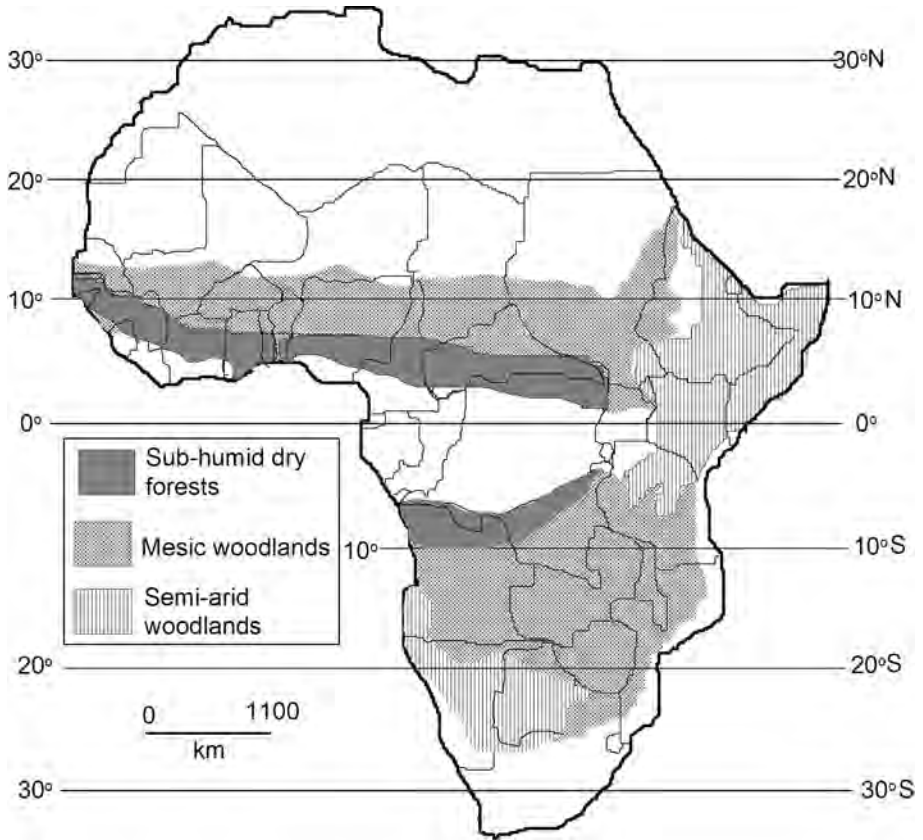 30° 30°N
20° 20°N
10° 10°N
0° 0°
Sub-humid dry
forests
Mesic woodlands
Semi-arid
woodlands
10° 10°S
20° 20°S
0 1100
km
30° 30°S